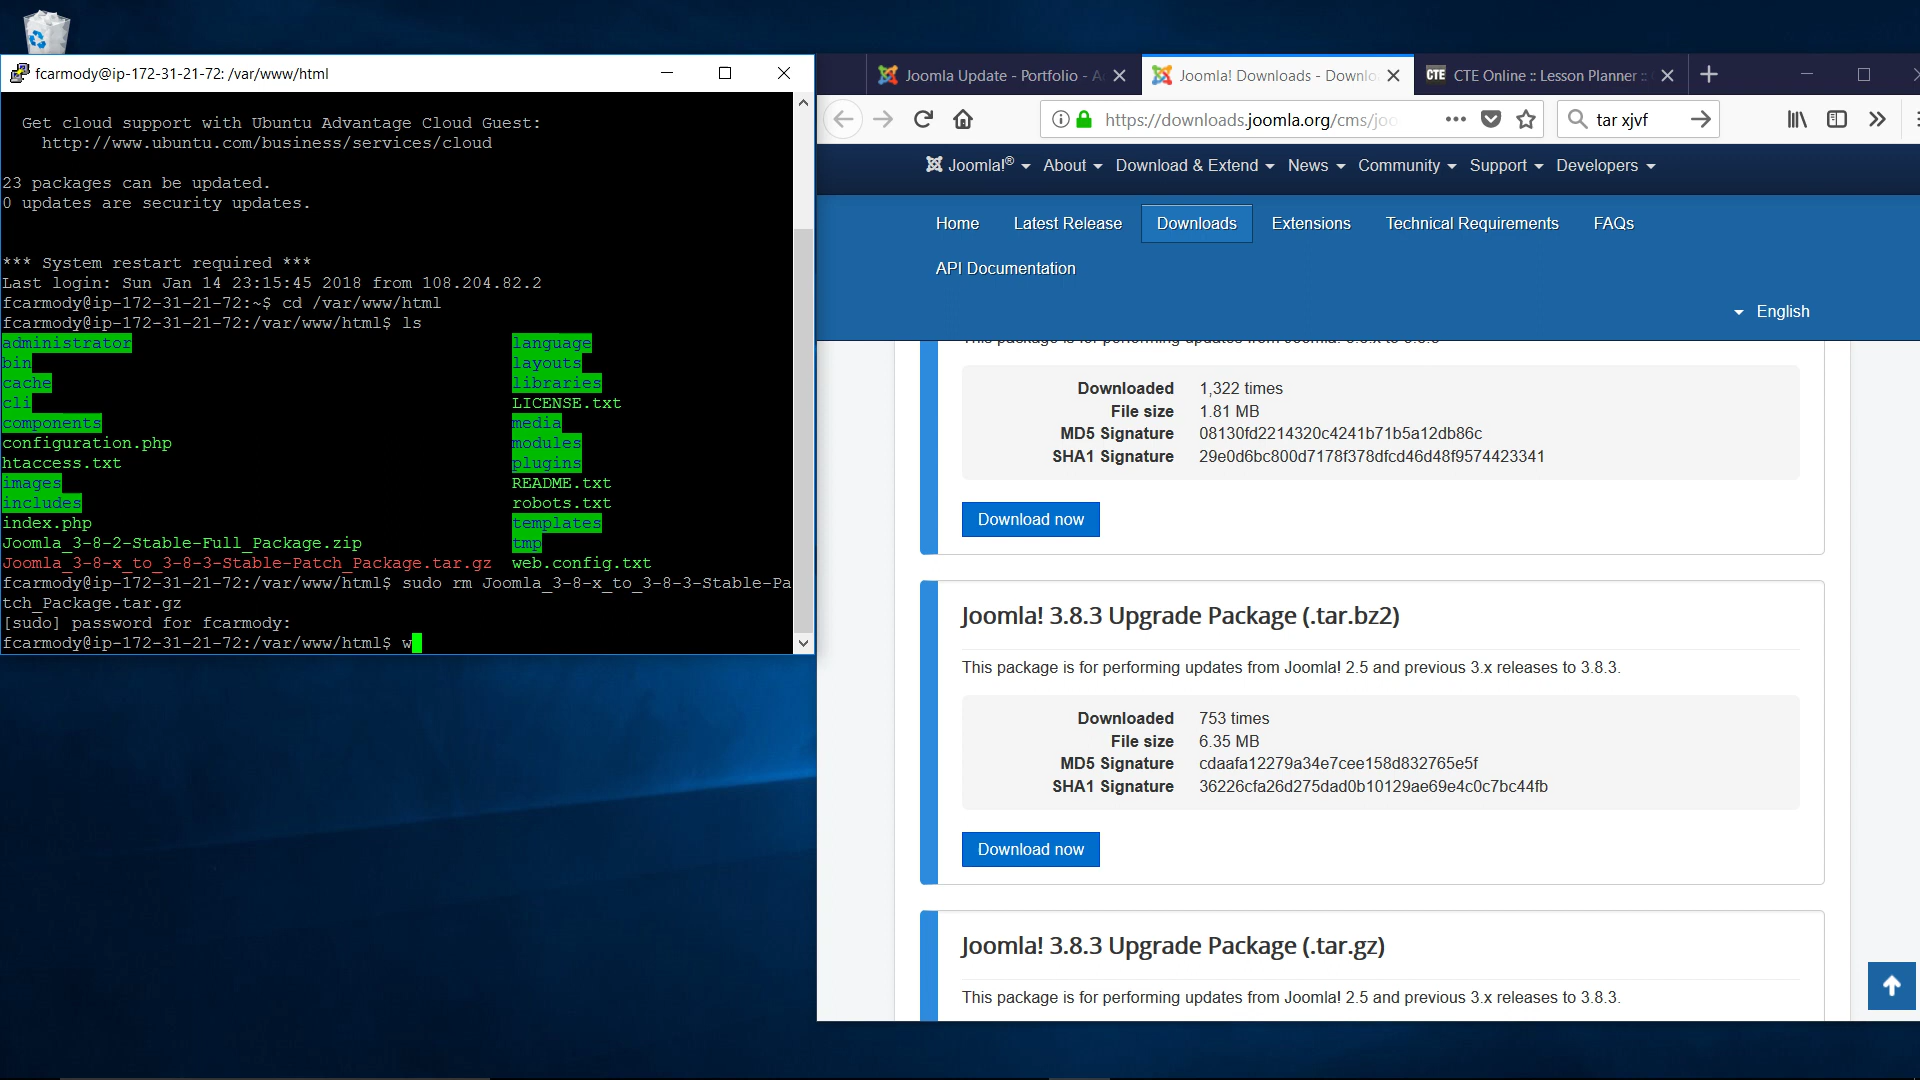 fcarmody@ip-172-31-21-72: /var/www/html
Get cloud support with Ubuntu Advantage Cloud Guest:
http://www.ubuntu.com/business/services/cloud
23 packages can be updated.
0 updates are security updates.
*** System restart required ***
Last login: Sun Jan 14 23:15:45 2018 from 108.204.82.2
fcarmody@ip-172-31-21-72:~$ cd /var/www/html
fcarmody@ip-172-31-21-72:/var/www/html$ ls
administrator language
bin layouts
cache libraries
cli LICENSE.txt
components media
configuration.php modules
htaccess.txt plugins
images README.txt
includes robots.txt
index.php templates
Joomla_3-8-2-Stable-Full_Package.zip tmp
Joomla_3-8-x_to_3-8-3-Stable-Patch_Package.tar.gz web.config.txt
fcarmody@ip-172-31-21-72:/var/www/html$ sudo rm Joomla_3-8-x_to_3-8-3-Stable-Pa
tch_Package.tar.gz
[sudo] password for fcarmody:
fcarmody@ip-172-31-21-72:/var/www/html$ w
Joomla Update - Portfolio - A Joomla! Downloads - Downlo CTE CTE Online :: Lesson Planner ::
https://downloads.joomla.org/cms/joo tar xjvf
Joomla!® About Download & Extend News Community Support Developers
Home Latest Release Downloads Extensions Technical Requirements FAQs
API Documentation
English
Downloaded 1,322 times
File size 1.81 MB
MD5 Signature 08130fd2214320c4241b71b5a12db86c
SHA1 Signature 29e0d6bc800d7178f378dfcd46d48f9574423341
Download now
Joomla! 3.8.3 Upgrade Package (.tar.bz2)
This package is for performing updates from Joomla! 2.5 and previous 3.x releases to 3.8.3.
Downloaded 753 times
File size 6.35 MB
MD5 Signature cdaafa12279a34e7cee158d832765e5f
SHA1 Signature 36226cfa26d275dad0b10129ae69e4c0c7bc44fb
Download now
Joomla! 3.8.3 Upgrade Package (.tar.gz)
This package is for performing updates from Joomla! 2.5 and previous 3.x releases to 3.8.3.